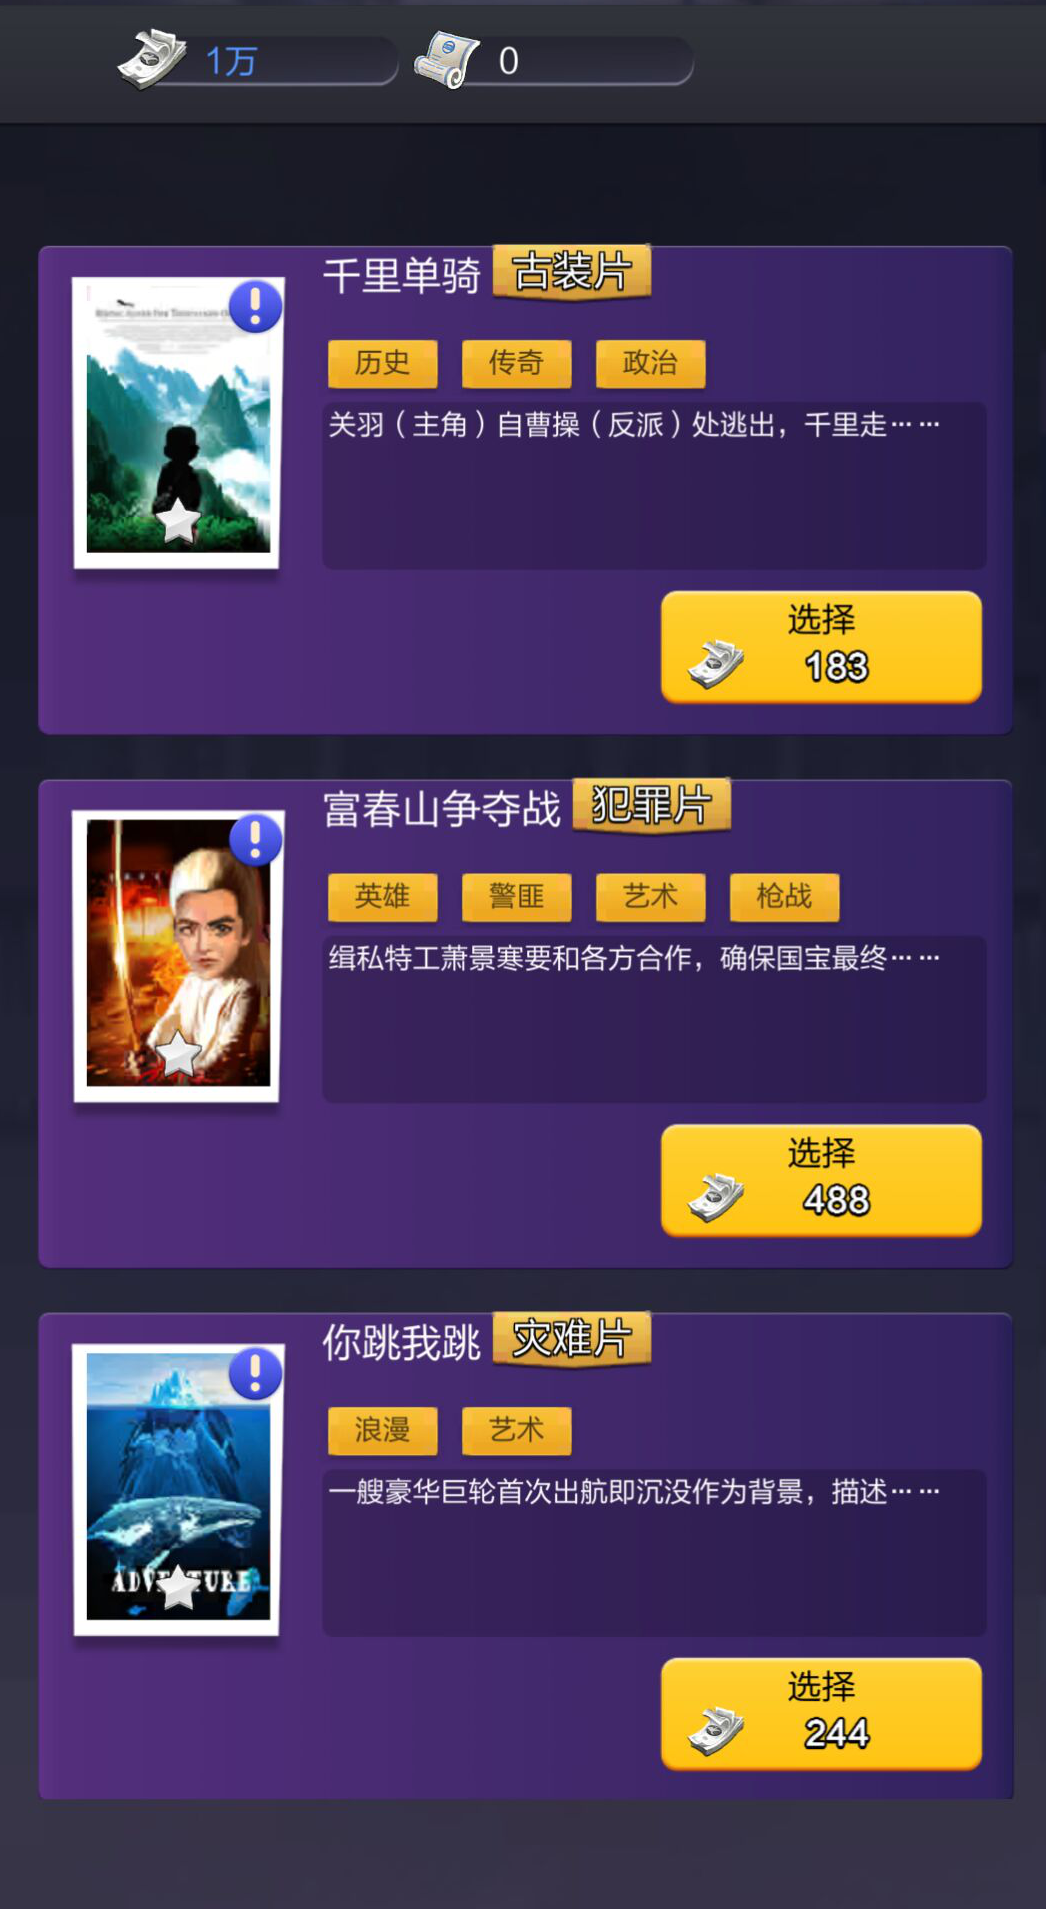 1万
0
千里单骑 古装片
历史 传奇 政治
关羽（主角）自曹操（反派）处逃出，千里走……
选择
183
富春山争夺战 犯罪片
英雄 警匪 艺术 枪战
缉私特工萧景寒要和各方合作，确保国宝最终……
选择
488
你跳我跳 灾难片
浪漫 艺术
一艘豪华巨轮首次出航即沉没作为背景，描述……
选择
244